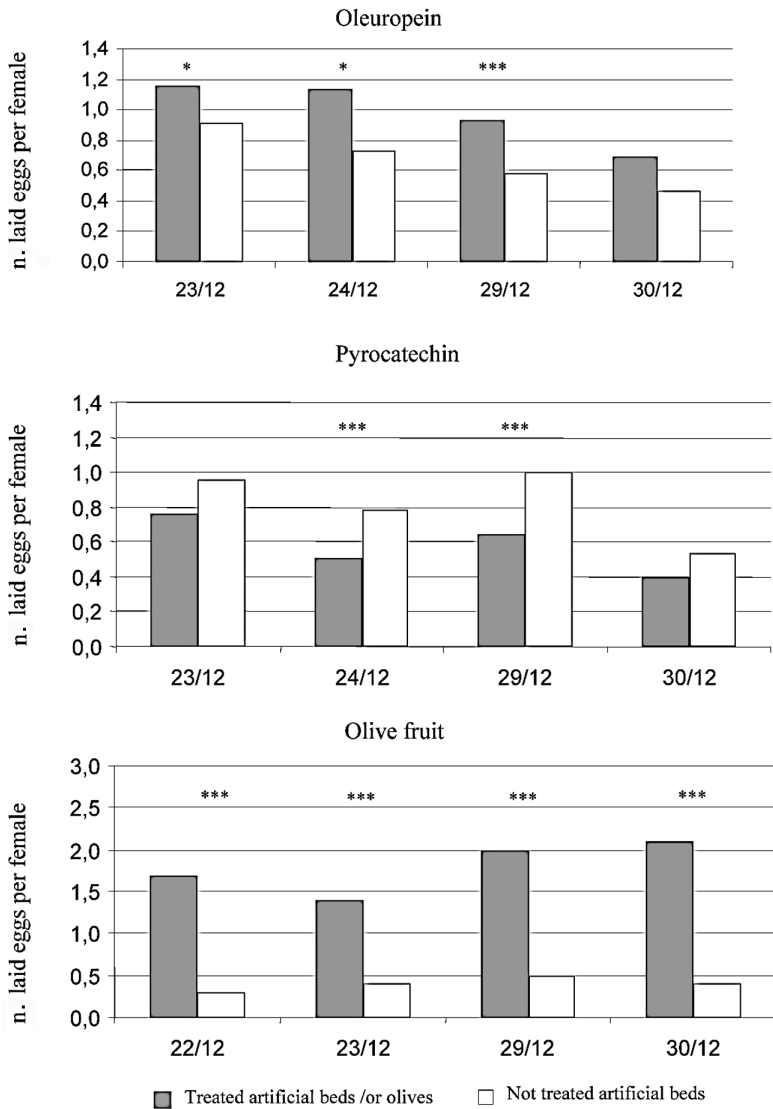 Oleuropein
n. laid eggs per female
1,4
* * ***
1,2
1,0
0,8
0,6
0,4
0,2
0,0
23/12 24/12 29/12 30/12
Pyrocatechin
n. laid eggs per female
1,4
*** ***
1,2
1,0
0,8
0,6
0,4
0,2
0,0
23/12 24/12 29/12 30/12
Olive fruit
n. laid eggs per female
3,0
*** *** *** ***
2,5
2,0
1,5
1,0
0,5
0,0
22/12 23/12 29/12 30/12
Treated artificial beds /or olives Not treated artificial beds